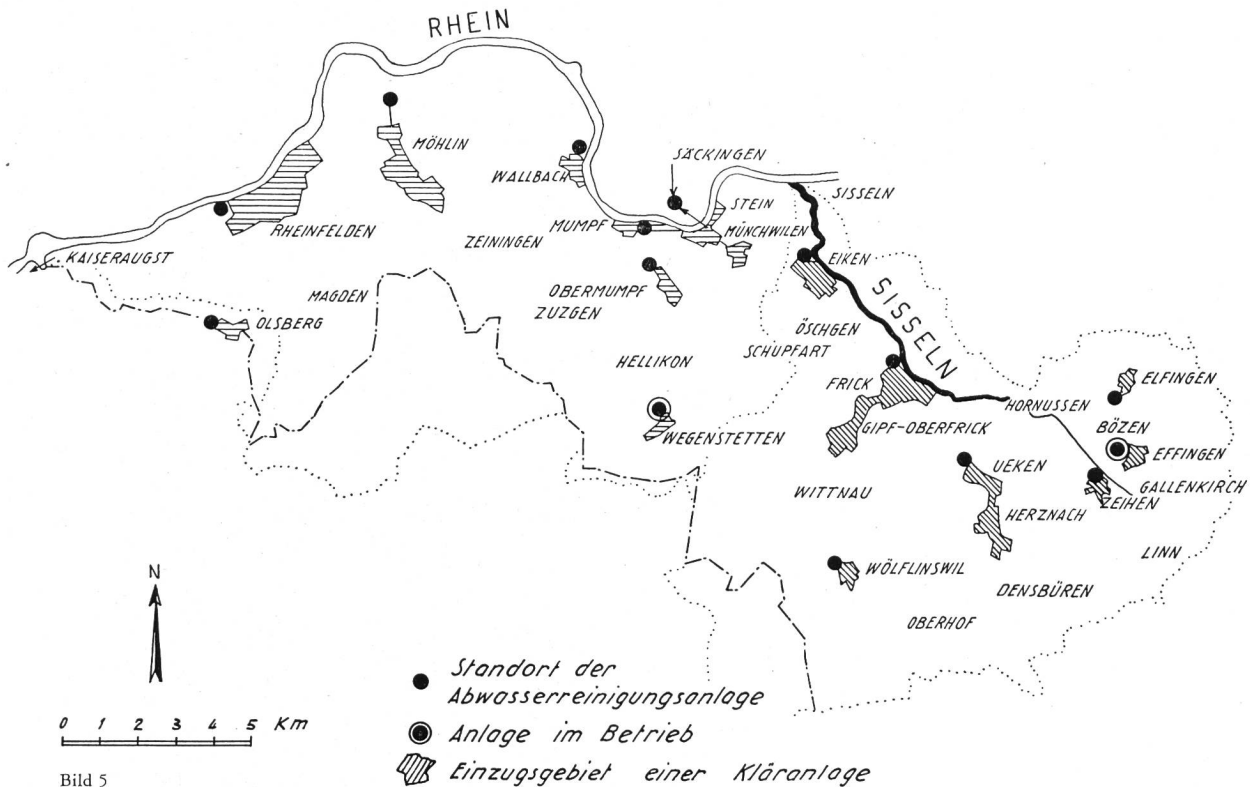 RHEIN
MÖHLIN
WALLBACH
SÄCKINGEN
SISSELN
STEIN
MÜNCHWILEN
MUMPF
RHEINFELDEN
ZEININGEN
KAISERAUGST
EIKEN
OBERMUMPF
ZUZGEN
MAGDEN
OLSBERG
SISSELN
ÖSCHGEN
SCHUPFART
HELLIKON
FRICK
ELFINGEN
HORNUSSEN
BÖZEN
GIPF-OBERFRICK
WEGENSTETTEN
EFFINGEN
UEKEN
GALLENKIRCH
ZEIHEN
WITTNAU
HERZNACH
LINN
WÖLFLINSWIL
DENSBÜREN
OBERHOF
N
Standort der
Abwasserreinigungsanlage
0 1 2 3 4 5 Km
Anlage im Betrieb
Einzugsgebiet einer Kläranlage
Bild 5